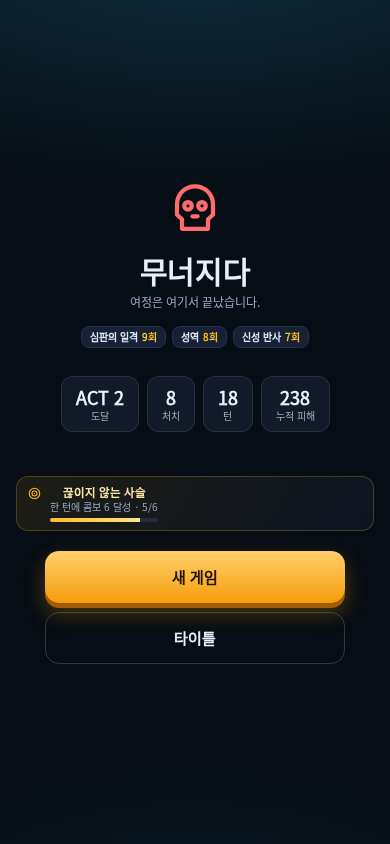 무너지다
여정은 여기서 끝났습니다.
심판의 일격 9회 성역 8회 신성 반사 7회
ACT 2 8 18 238
도달 처치 턴 누적 피해
끊이지 않는 사슬
한 턴에 콤보 6 달성 · 5/6
새 게임
타이틀